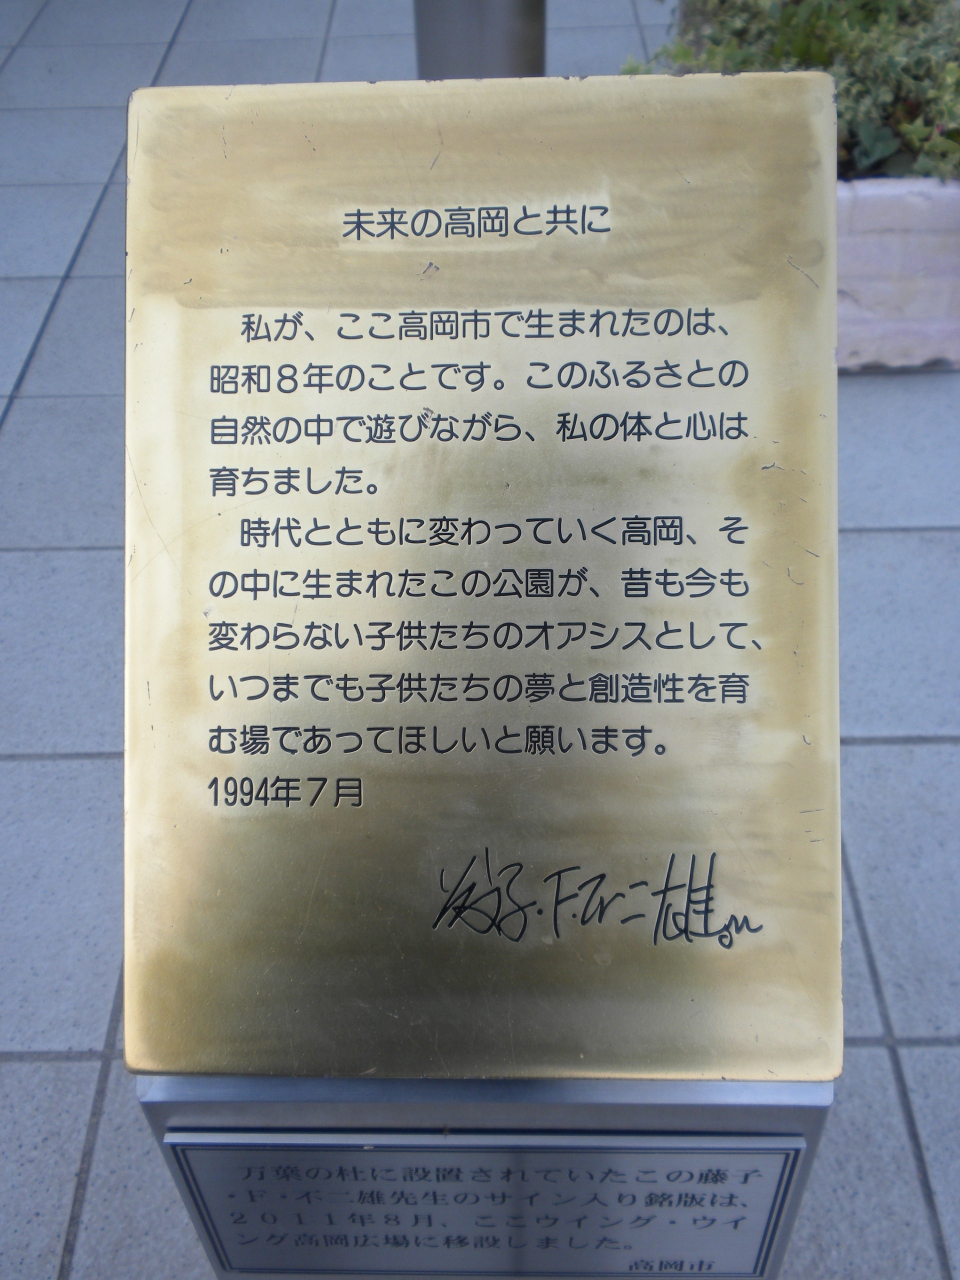 未来の高岡と共に
私が、ここ高岡市で生まれたのは、
昭和８年のことです。このふるさとの
自然の中で遊びながら、私の体と心は
育ちました。
時代とともに変わっていく高岡、そ
の中に生まれたこの公園が、昔も今も
変わらない子供たちのオアシスとして、
いつまでも子供たちの夢と創造性を育
む場であってほしいと願います。
1994年７月
藤子・F・不二雄
万葉の杜に設置されていたこの藤子
・F・不二雄先生のサイン入り銘版は、
２０１１年８月、ここウイング・ウイ
ング高岡広場に移設しました。
高岡市